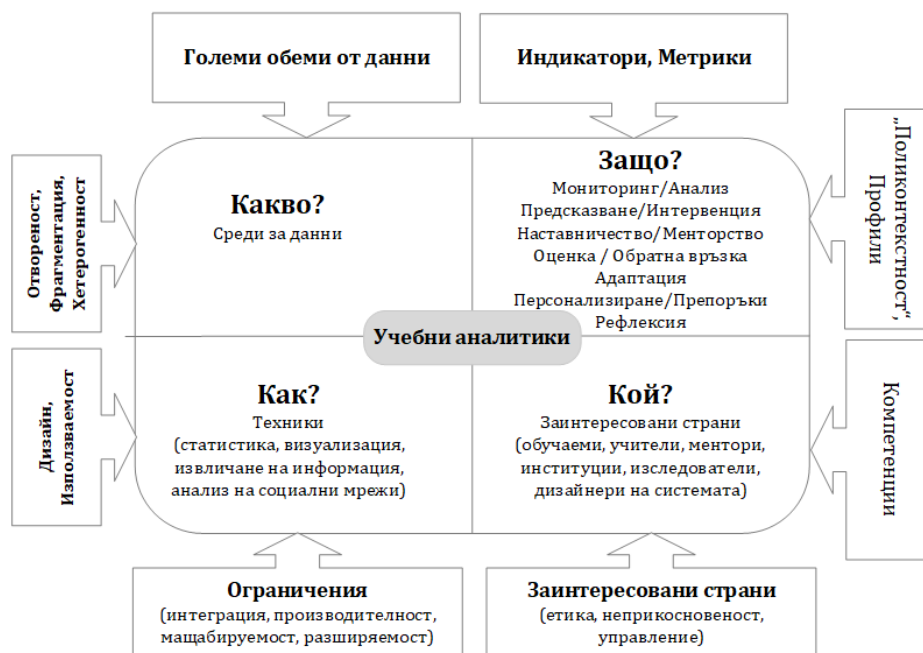 Големи обеми от данни
Индикатори, Метрики
Отвореност,
Фрагментация,
Хетерогенност
Какво?
Среди за данни
Защо?
Мониторинг/Анализ
Предсказване/Интервенция
Наставничество/Менторство
Оценка / Обратна връзка
Адаптация
Персонализиране/Препоръки
Рефлексия
„Поликонтекстност“,
Профили
Учебни аналитики
Дизайн,
Използваемост
Как?
Техники
(статистика, визуализация,
извличане на информация,
анализ на социални мрежи)
Кой?
Заинтересовани страни
(обучаеми, учители, ментори,
институции, изследователи,
дизайнери на системата)
Компетенции
Ограничения
(интеграция, производителност,
мащабируемост, разширяемост)
Заинтересовани страни
(етика, неприкосновеност,
управление)